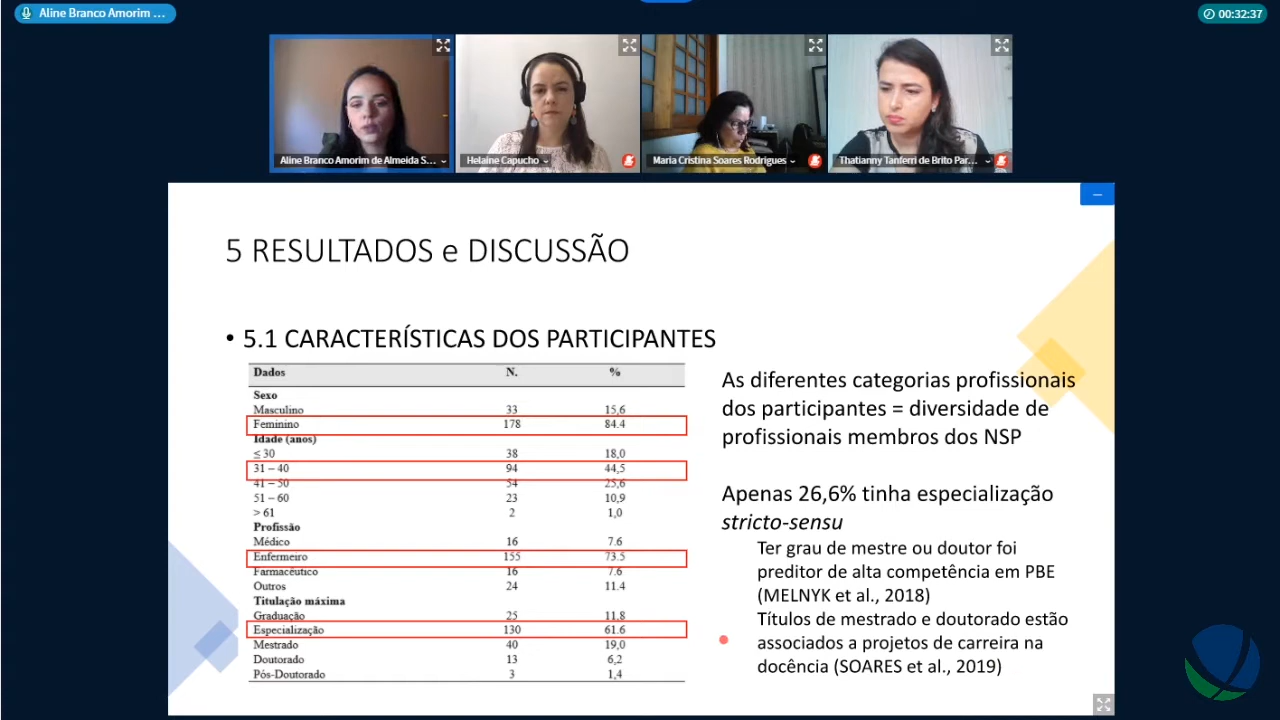 Aline Branco Amorim ...
00:32:37
Aline Branco Amorim de Almeida S...
Helaine Capucho
Maria Cristina Soares Rodrigues
Thatianny Tanferri de Brito Par...
5 RESULTADOS e DISCUSSÃO
• 5.1 CARACTERÍSTICAS DOS PARTICIPANTES
Dados N. %
Sexo
Masculino 33 15,6
Feminino 178 84.4
Idade (anos)
≤ 30 38 18,0
31 – 40 94 44,5
41 – 50 54 25,6
51 – 60 23 10,9
> 61 2 1,0
Profissão
Médico 16 7.6
Enfermeiro 155 73.5
Farmacêutico 16 7.6
Outros 24 11.4
Titulação máxima
Graduação 25 11,8
Especialização 130 61.6
Mestrado 40 19,0
Doutorado 13 6,2
Pós-Doutorado 3 1,4
As diferentes categorias profissionais
dos participantes = diversidade de
profissionais membros dos NSP
Apenas 26,6% tinha especialização
stricto-sensu
Ter grau de mestre ou doutor foi
preditor de alta competência em PBE
(MELNYK et al., 2018)
Títulos de mestrado e doutorado estão
associados a projetos de carreira na
docência (SOARES et al., 2019)